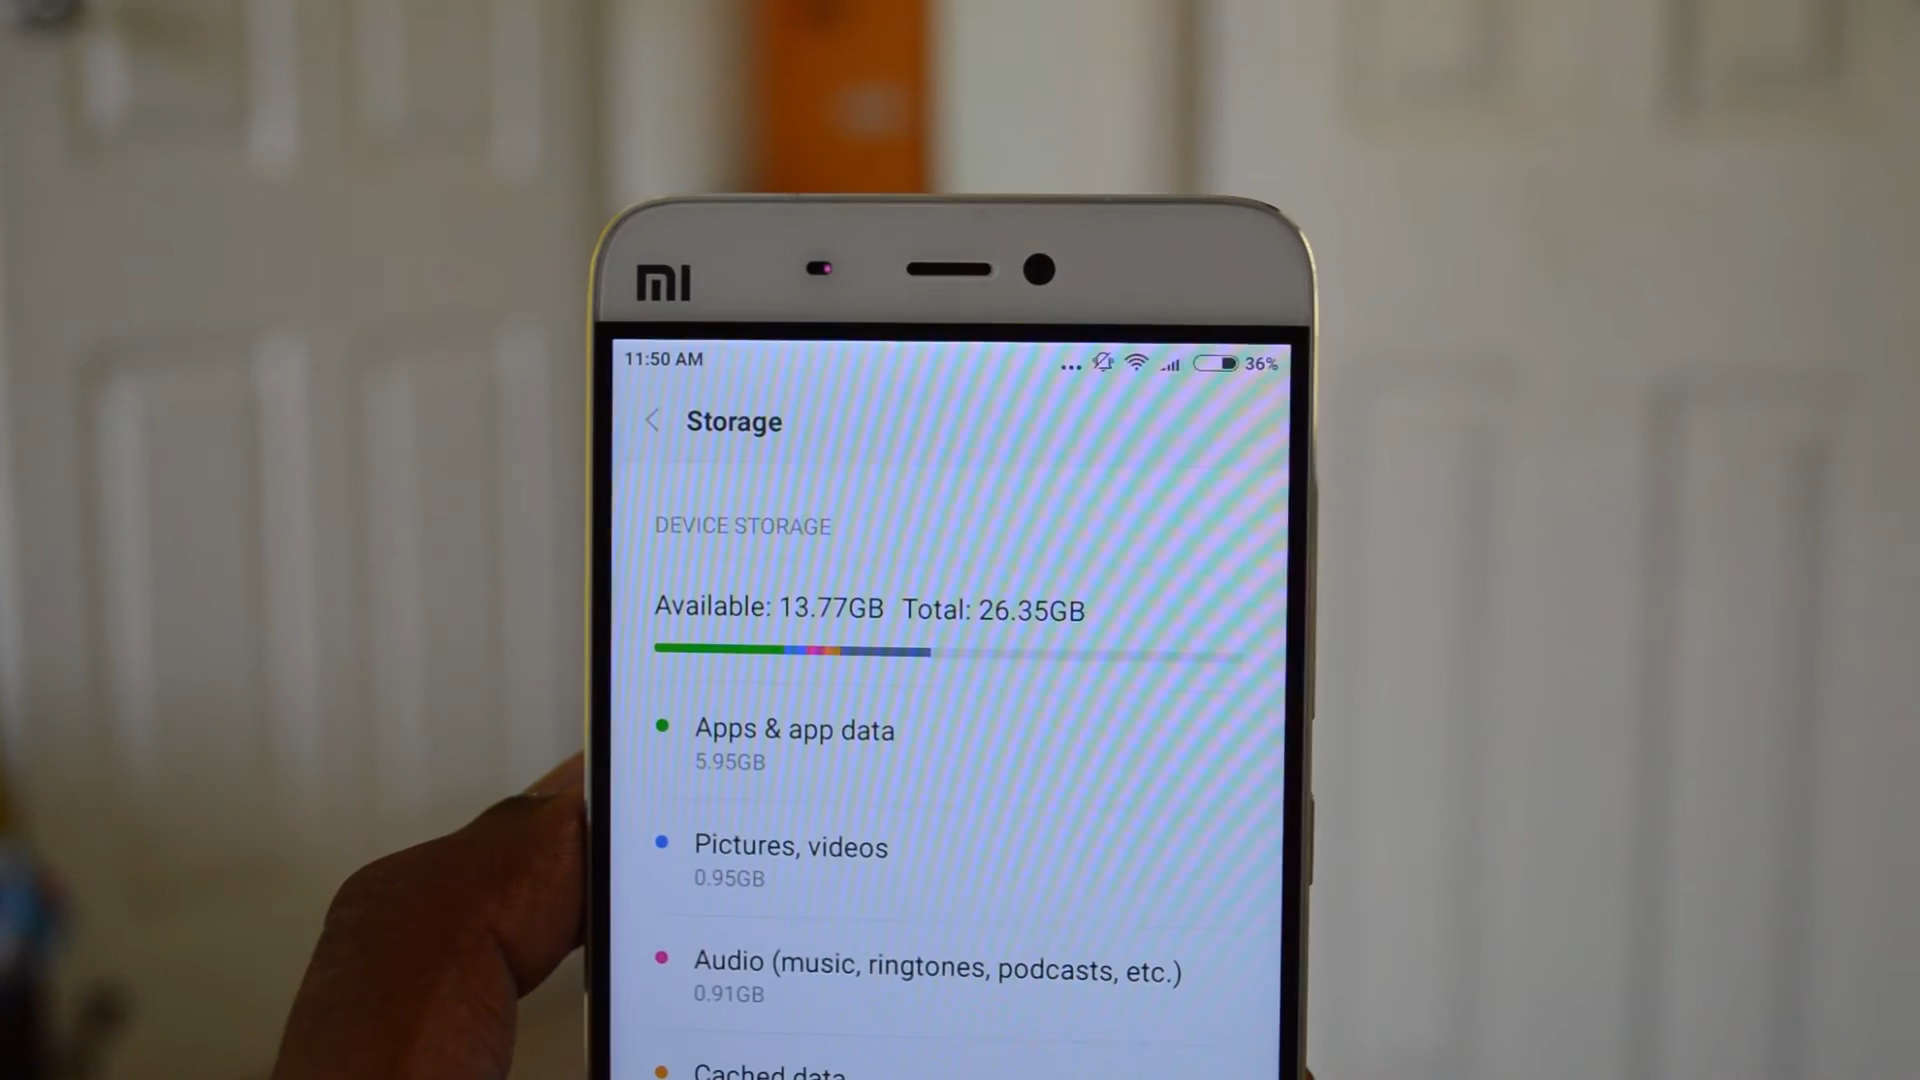 MI
11:50 AM ... 36%
Storage
DEVICE STORAGE
Available: 13.77GB Total: 26.35GB
Apps & app data
5.95GB
Pictures, videos
0.95GB
Audio (music, ringtones, podcasts, etc.)
0.91GB
Cached data